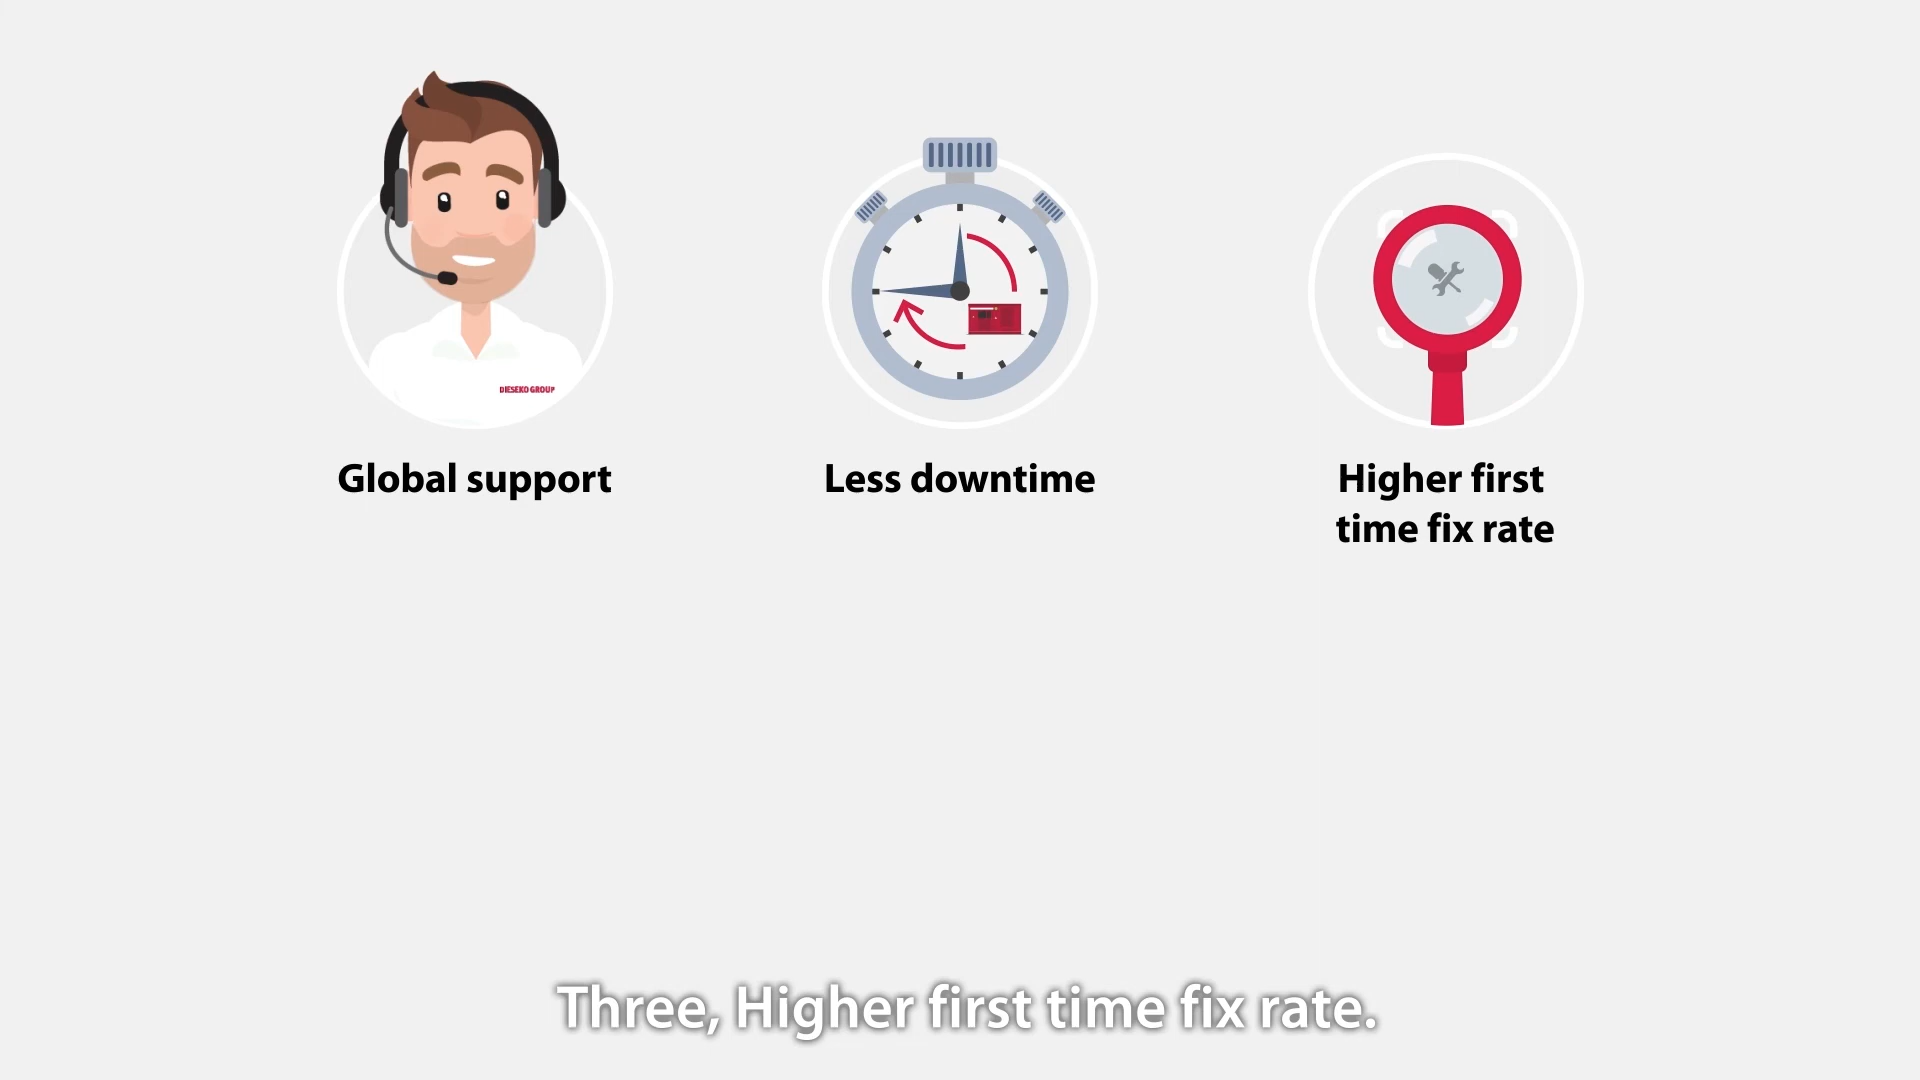 DIESEKO GROUP
Global support
Less downtime
Higher first
time fix rate
Three, Higher first time fix rate.